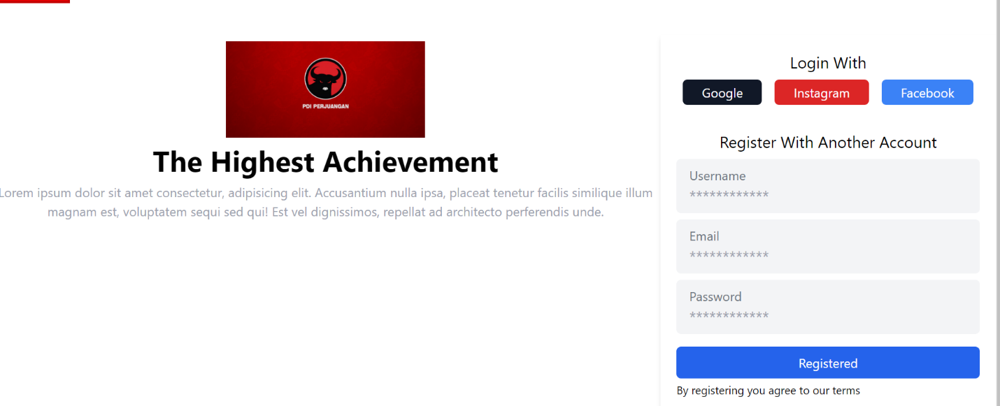 PDI PERJUANGAN
The Highest Achievement
Lorem ipsum dolor sit amet consectetur, adipisicing elit. Accusantium nulla ipsa, placeat tenetur facilis similique illum
magnam est, voluptatem sequi sed qui! Est vel dignissimos, repellat ad architecto perferendis unde.
Login With
Google Instagram Facebook
Register With Another Account
Username
************
Email
************
Password
************
Registered
By registering you agree to our terms